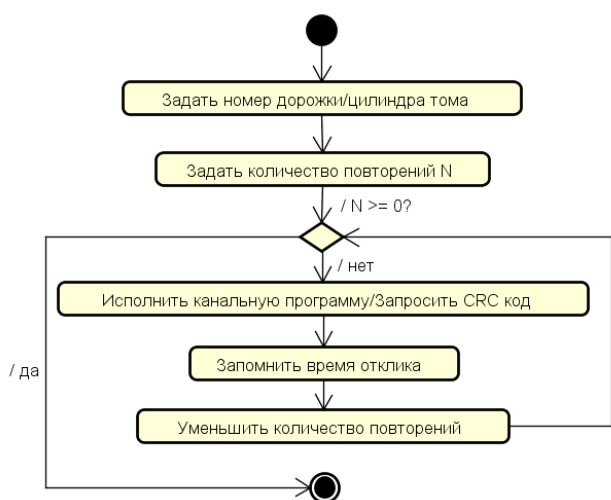 Задать номер дорожки/цилиндра тома
Задать количество повторений N
/ N >= 0?
/ нет
Исполнить канальную программу/Запросить CRC код
Запомнить время отклика
/ да
Уменьшить количество повторений